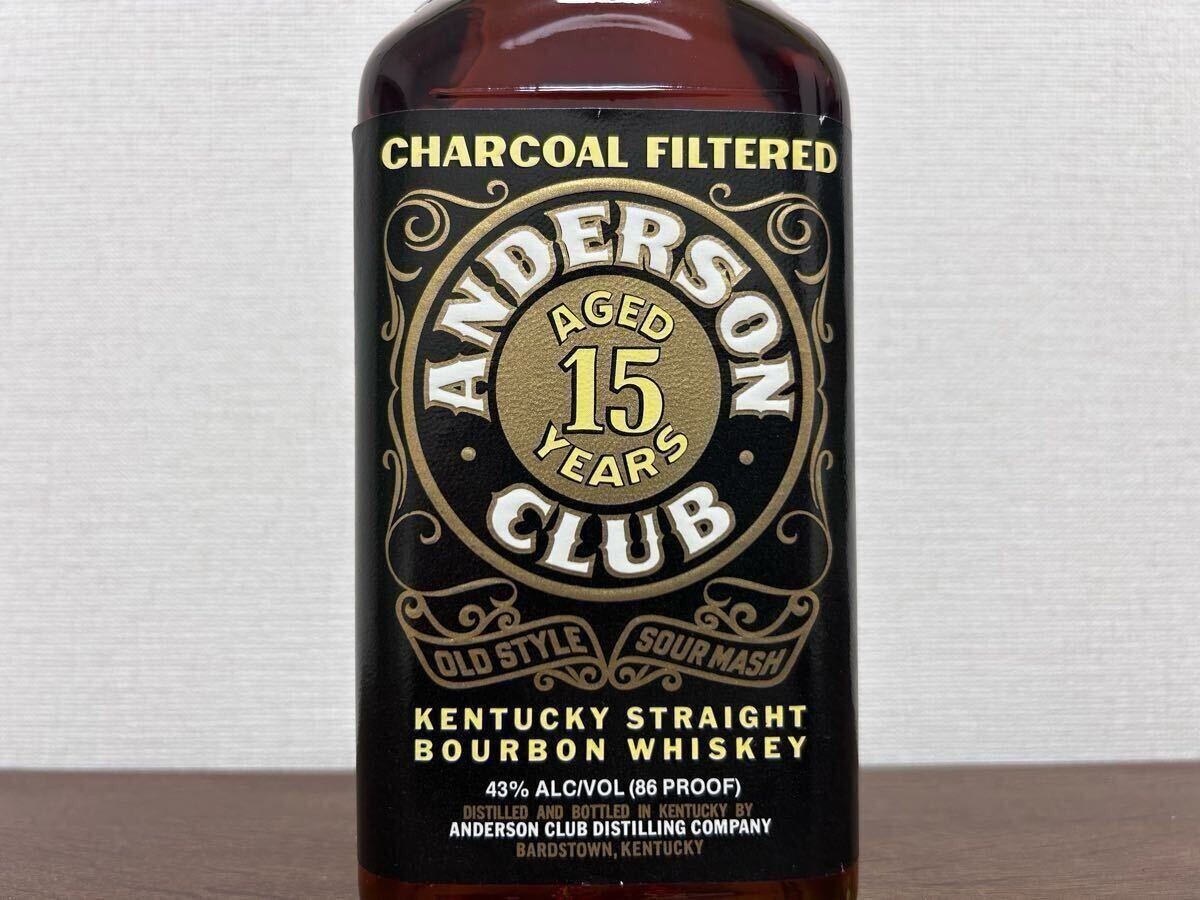 CHARCOAL FILTERED
ANDERSON
AGED
15
YEARS
CLUB
OLD STYLE SOUR MASH
KENTUCKY STRAIGHT
BOURBON WHISKEY
43% ALC/VOL (86 PROOF)
DISTILLED AND BOTTLED IN KENTUCKY BY
ANDERSON CLUB DISTILLING COMPANY
BARDSTOWN, KENTUCKY